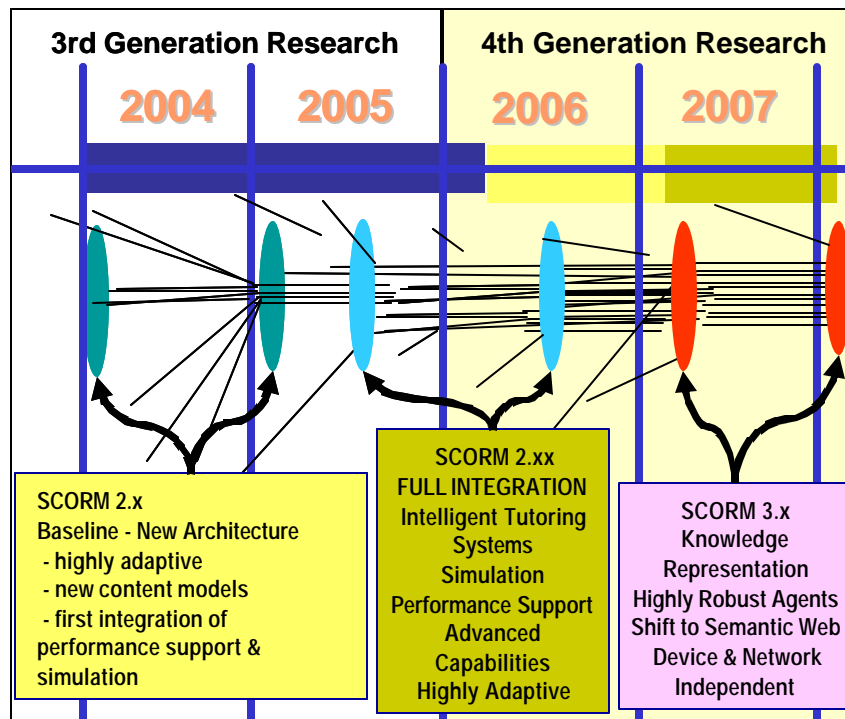 3rd Generation Research
4th Generation Research
2004
2005
2006
2007
SCORM 2.x
Baseline - New Architecture
- highly adaptive
- new content models
- first integration of
performance support &
simulation
SCORM 2.xx
FULL INTEGRATION
Intelligent Tutoring
Systems
Simulation
Performance Support
Advanced
Capabilities
Highly Adaptive
SCORM 3.x
Knowledge
Representation
Highly Robust Agents
Shift to Semantic Web
Device & Network
Independent